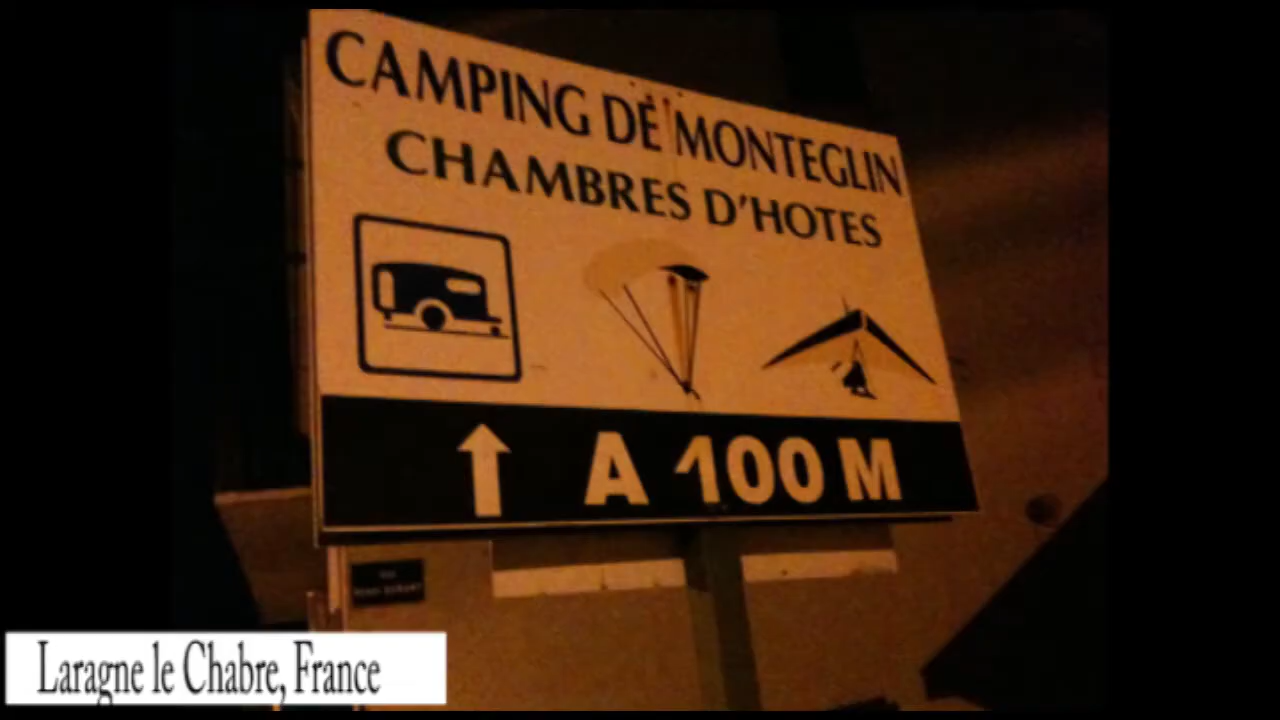 CAMPING DE MONTEGLIN
CHAMBRES D'HOTES
A 100 M
Laragne le Chabre, France